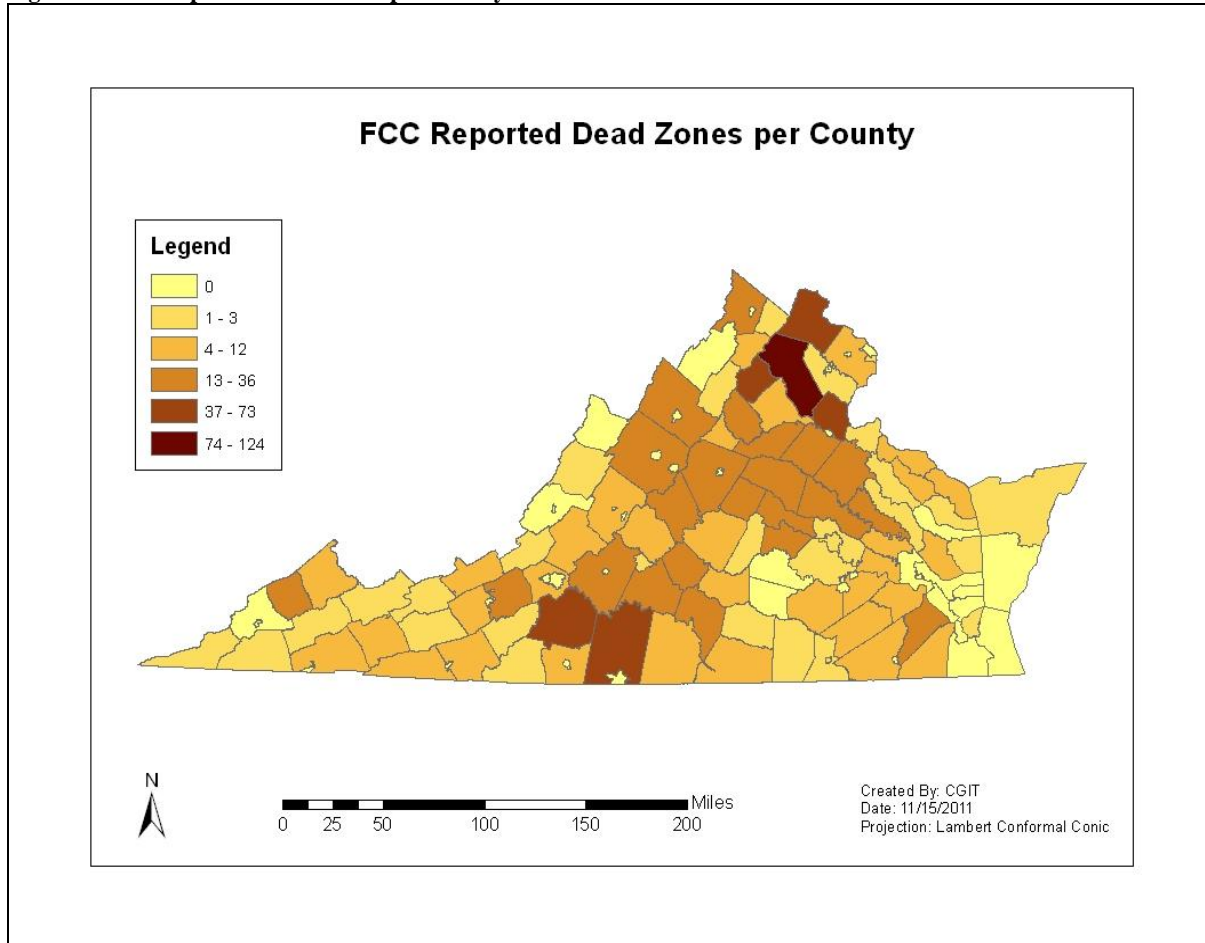 FCC Reported Dead Zones per County
Legend
0
1 - 3
4 - 12
13 - 36
37 - 73
74 - 124
N
Miles
0 25 50 100 150 200
Created By: CGIT
Date: 11/15/2011
Projection: Lambert Conformal Conic